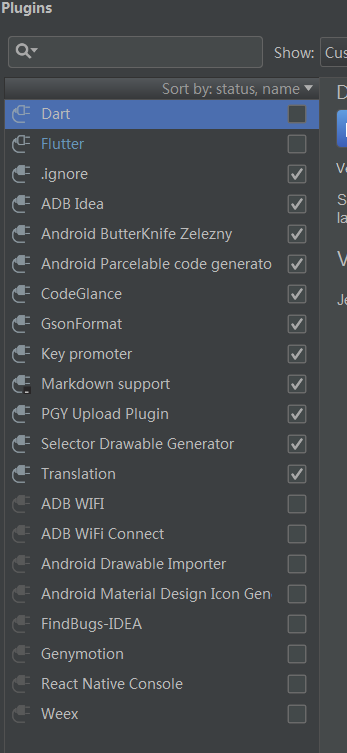 Plugins
Show: Cus
Sort by: status, name
Dart
Flutter
.ignore
ADB Idea
Android ButterKnife Zelezny
Android Parcelable code generato
CodeGlance
GsonFormat
Key promoter
Markdown support
PGY Upload Plugin
Selector Drawable Generator
Translation
ADB WIFI
ADB WiFi Connect
Android Drawable Importer
Android Material Design Icon Gen
FindBugs-IDEA
Genymotion
React Native Console
Weex